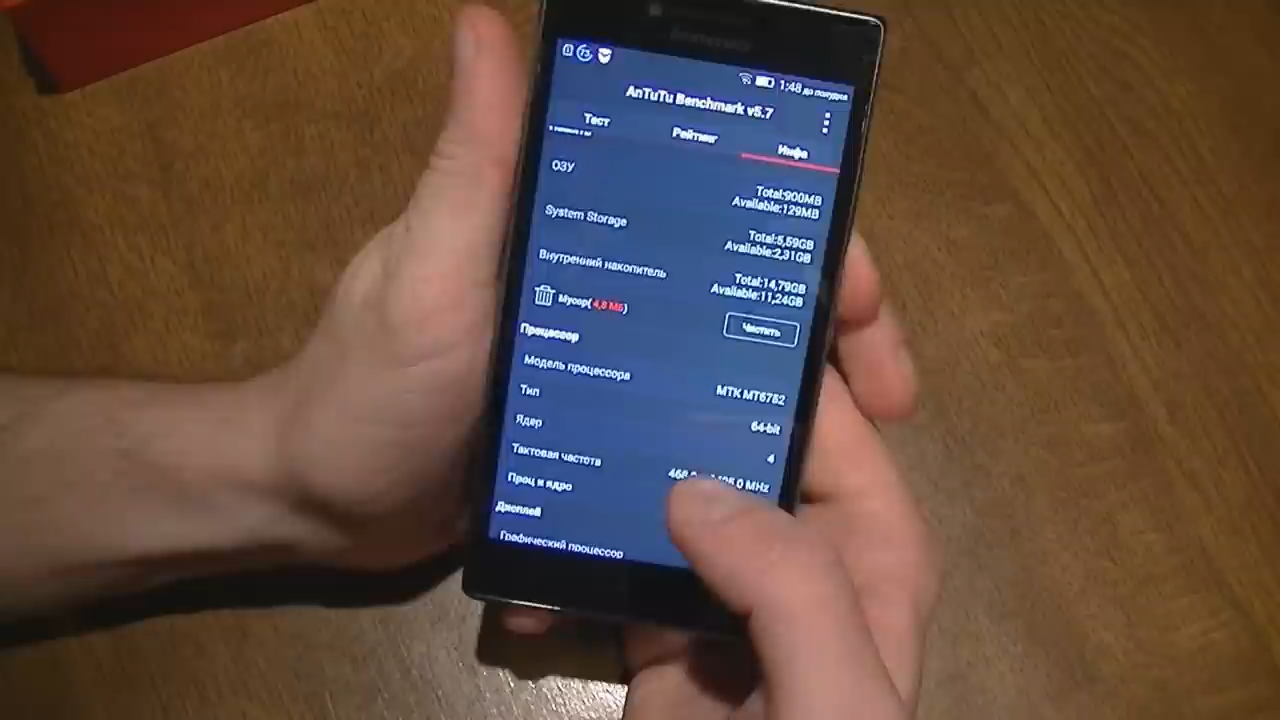 1:48 до полудня
AnTuTu Benchmark v5.7
Тест Рейтинг Инфа
ОЗУ
Total:900MB
Available:129MB
System Storage
Total:5,59GB
Available:2,31GB
Внутренний накопитель
Total:14,79GB
Available:11,24GB
Мусор( 4,8 МБ) Чистить
Процессор
Модель процессора MTK MT6752
Тип 64-bit
Ядер 4
Тактовая частота MHz
Проц и ядро
Дисплей
Графический процессор